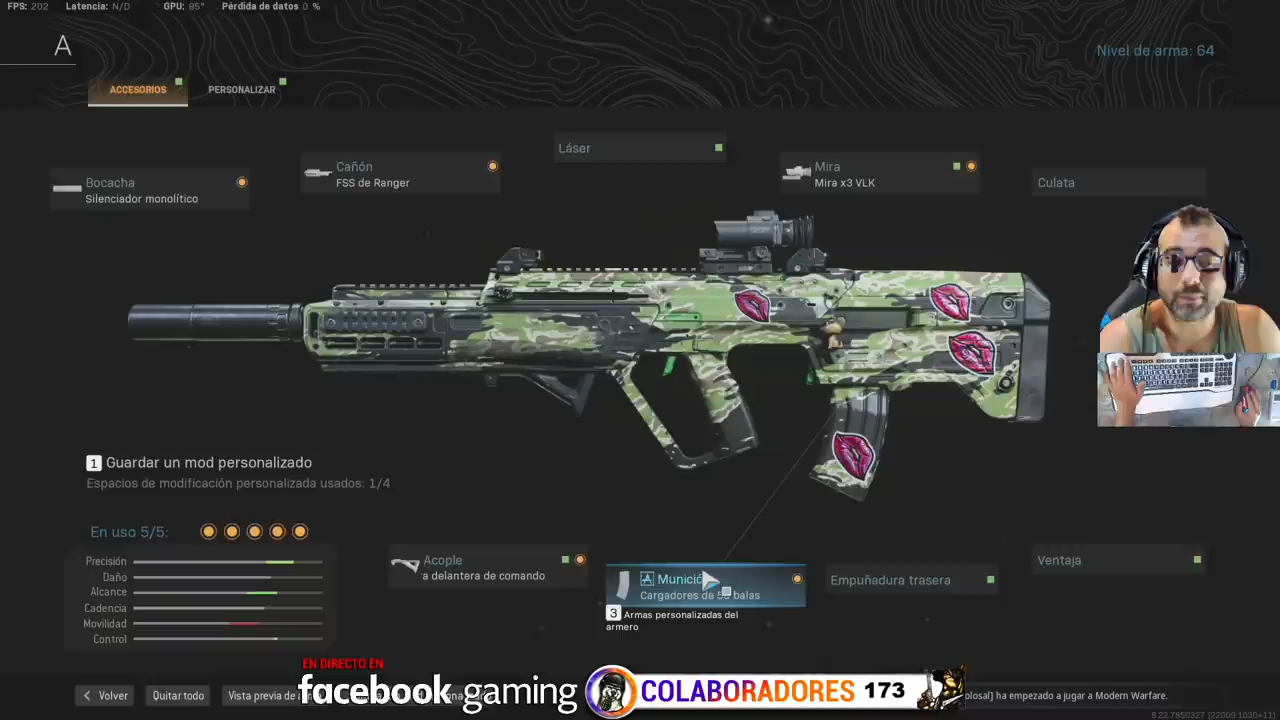 FPS: 202 Latencia: N/D GPU: 85° Pérdida de datos 0 %
A
Nivel de arma: 64
ACCESORIOS
PERSONALIZAR
Láser
Bocacha
Silenciador monolítico
Cañón
FSS de Ranger
Mira
Mira x3 VLK
Culata
1 Guardar un mod personalizado
Espacios de modificación personalizada usados: 1/4
En uso 5/5:
Precisión
Daño
Alcance
Cadencia
Movilidad
Control
Acople
a delantera de comando
Munició
Cargadores de balas
3 Armas personalizadas del
armero
Empuñadura trasera
Ventaja
EN DIRECTO EN
facebook gaming
COLABORADORES 173
Volver
Quitar todo
Vista previa de
olosal] ha empezado a jugar a Modern Warfare.